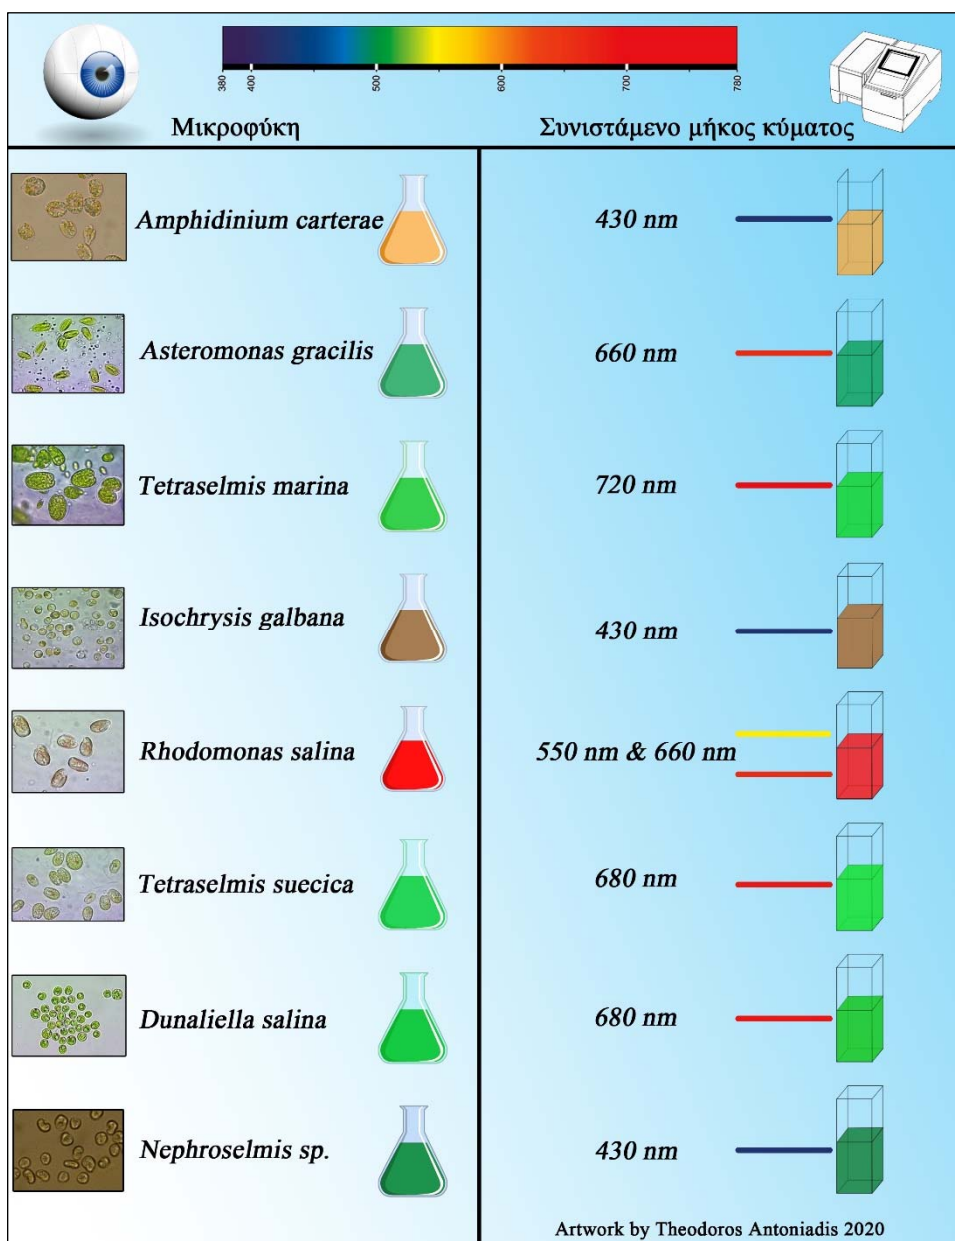 380 400 500 600 700 780
Μικροφύκη Συνιστάμενο μήκος κύματος
Amphidinium carterae 430 nm
Asteromonas gracilis 660 nm
Tetraselmis marina 720 nm
Isochrysis galbana 430 nm
Rhodomonas salina 550 nm & 660 nm
Tetraselmis suecica 680 nm
Dunaliella salina 680 nm
Nephroselmis sp. 430 nm
Artwork by Theodoros Antoniadis 2020